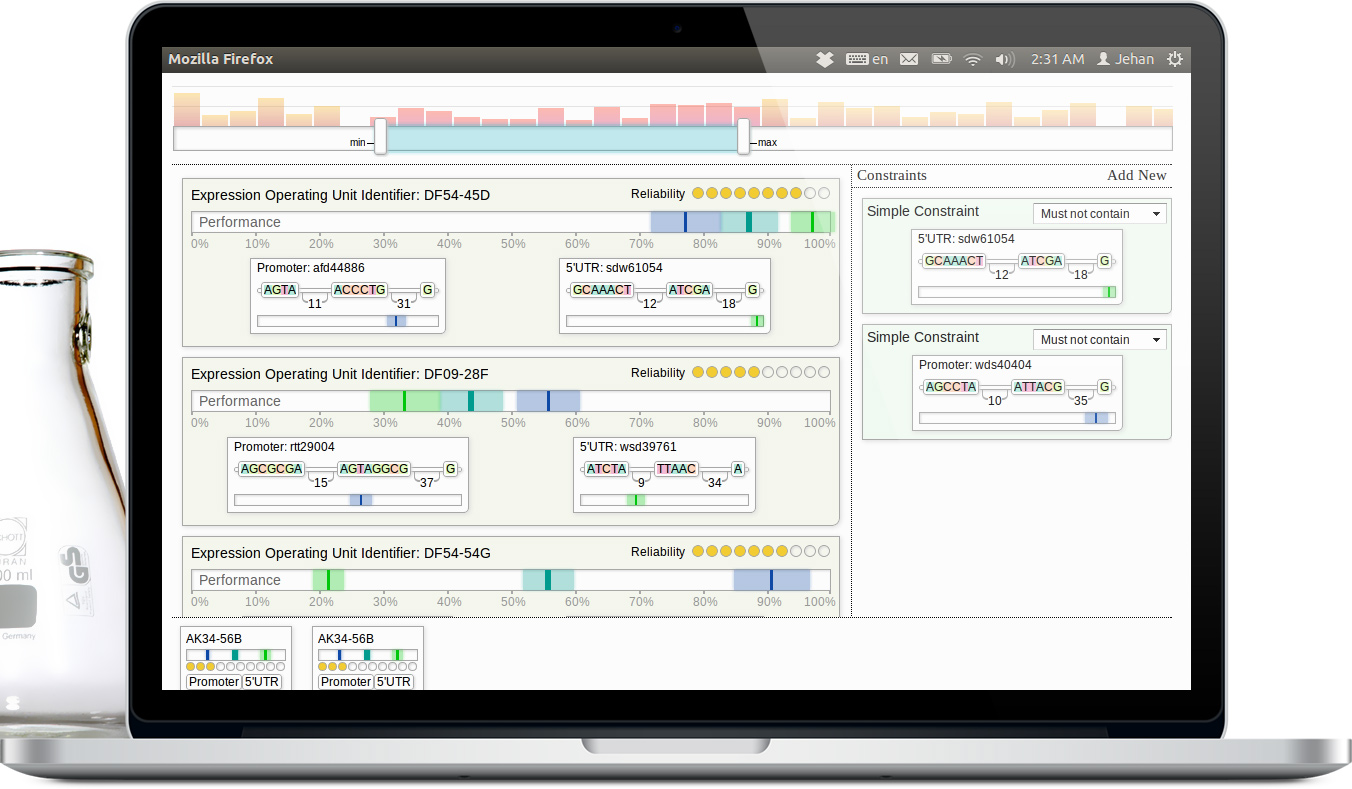 Mozilla Firefox
en
2:31 AM
Jehan
min
max
Expression Operating Unit Identifier: DF54-45D
Reliability
Performance
0% 10% 20% 30% 40% 50% 60% 70% 80% 90% 100%
Promoter: afd44886
AGTA ACCCTG G
11 31
5'UTR: sdw61054
GCAAACT ATCGA G
12 18
Expression Operating Unit Identifier: DF09-28F
Reliability
Performance
0% 10% 20% 30% 40% 50% 60% 70% 80% 90% 100%
Promoter: rtt29004
AGCGCGA AGTAGGCG G
15 37
5'UTR: wsd39761
ATCTA TTAAC A
9 34
Expression Operating Unit Identifier: DF54-54G
Reliability
Performance
0% 10% 20% 30% 40% 50% 60% 70% 80% 90% 100%
Constraints Add New
Simple Constraint Must not contain
5'UTR: sdw61054
GCAAACT ATCGA G
12 18
Simple Constraint Must not contain
Promoter: wds40404
AGCCTA ATTACG G
10 35
AK34-56B
Promoter 5'UTR
AK34-56B
Promoter 5'UTR
00 ml
Germany